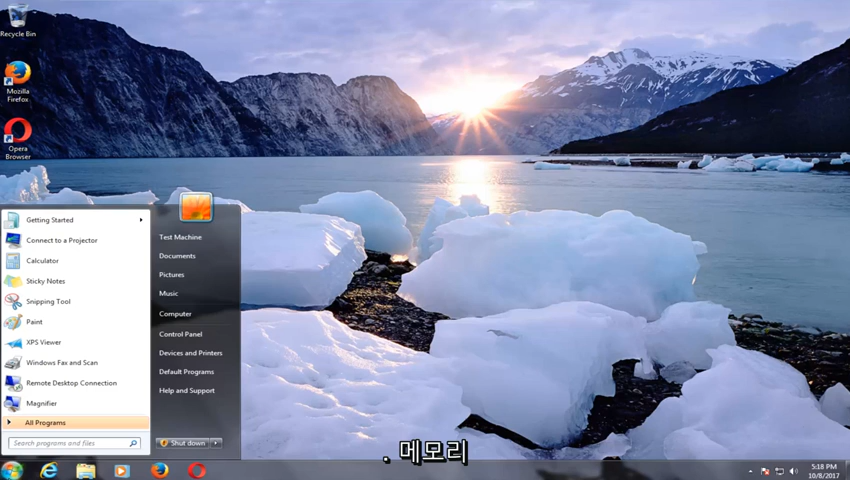 Recycle Bin
Mozilla
Firefox
Opera
Browser
Getting Started
Connect to a Projector
Calculator
Sticky Notes
Snipping Tool
Paint
XPS Viewer
Windows Fax and Scan
Remote Desktop Connection
Magnifier
All Programs
Search programs and files
Test Machine
Documents
Pictures
Music
Computer
Control Panel
Devices and Printers
Default Programs
Help and Support
Shut down
. 메모리
5:18 PM
10/8/2017